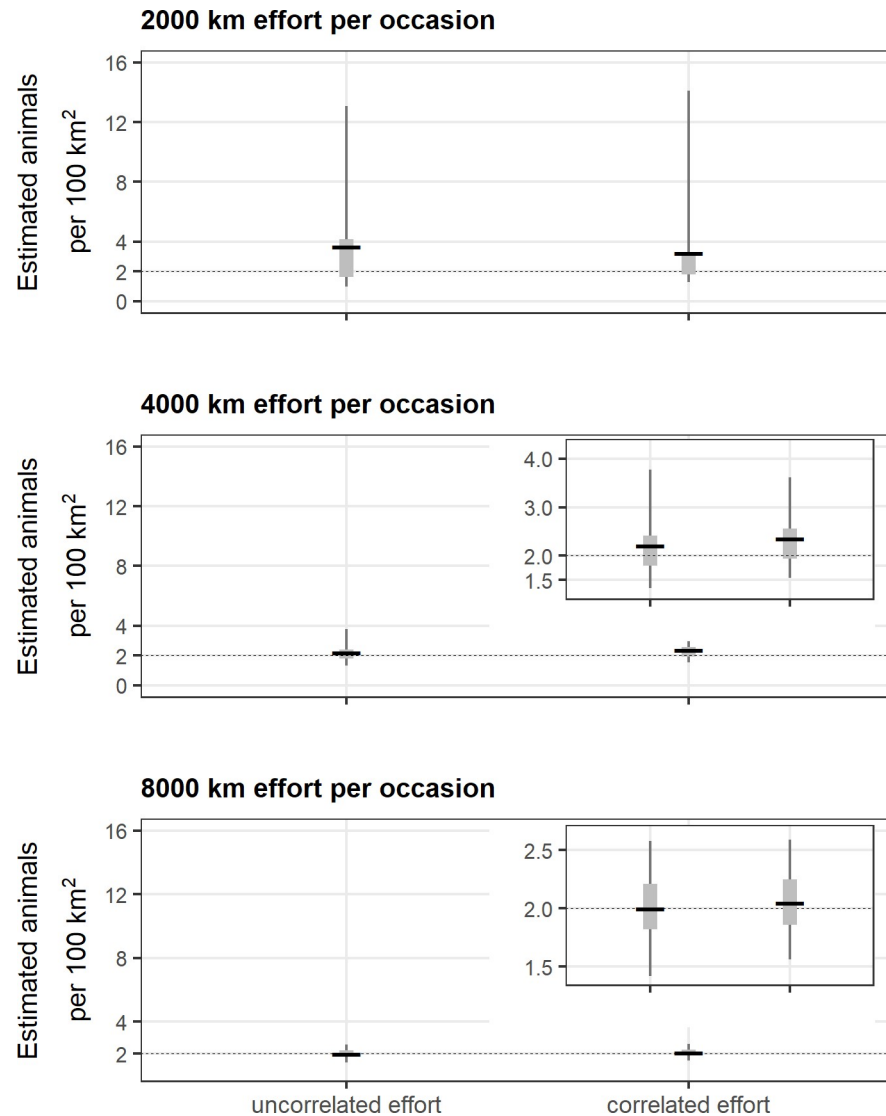 2000 km effort per occasion
Estimated animals
per 100 km²
16
12
8
4
2
0
4000 km effort per occasion
Estimated animals
per 100 km²
16
12
8
4
2
0
4.0
3.0
2.0
1.5
8000 km effort per occasion
Estimated animals
per 100 km²
16
12
8
4
2
2.5
2.0
1.5
uncorrelated effort
correlated effort